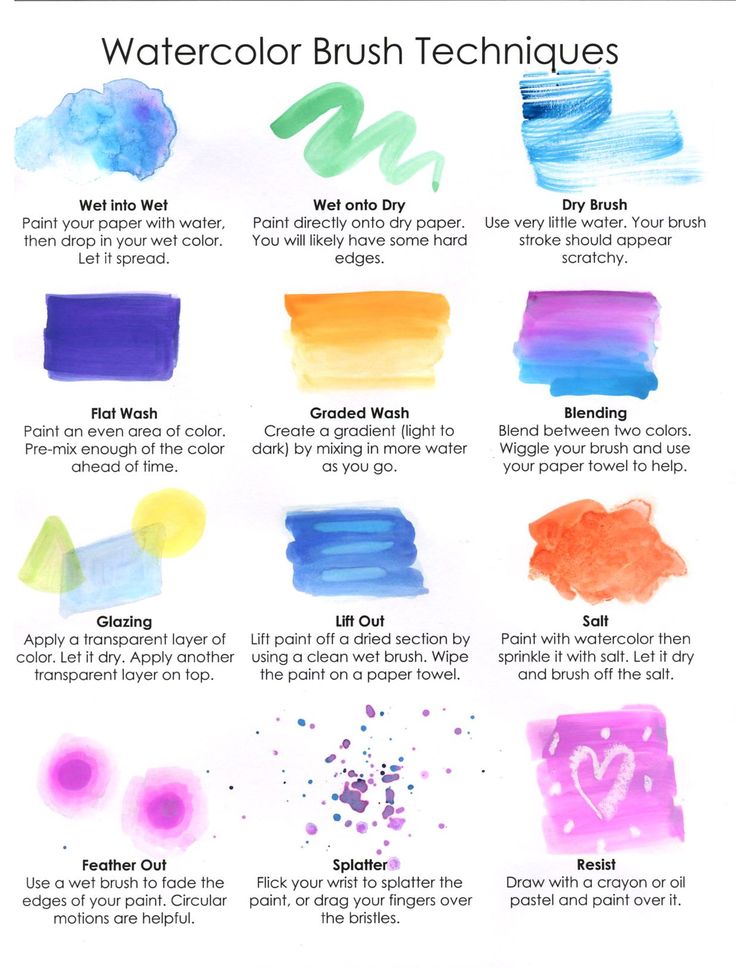 Watercolor Brush Techniques
Wet into Wet
Paint your paper with water,
then drop in your wet color.
Let it spread.
Wet onto Dry
Paint directly onto dry paper.
You will likely have some hard
edges.
Dry Brush
Use very little water. Your brush
stroke should appear
scratchy.
Flat Wash
Paint an even area of color.
Pre-mix enough of the color
ahead of time.
Graded Wash
Create a gradient (light to
dark) by mixing in more water
as you go.
Blending
Blend between two colors.
Wiggle your brush and use
your paper towel to help.
Glazing
Apply a transparent layer of
color. Let it dry. Apply another
transparent layer on top.
Lift Out
Lift paint off a dried section by
using a clean wet brush. Wipe
the paint on a paper towel.
Salt
Paint with watercolor then
sprinkle it with salt. Let it dry
and brush off the salt.
Feather Out
Use a wet brush to fade the
edges of your paint. Circular
motions are helpful.
Splatter
Flick your wrist to splatter the
paint, or drag your fingers over
the bristles.
Resist
Draw with a crayon or oil
pastel and paint over it.